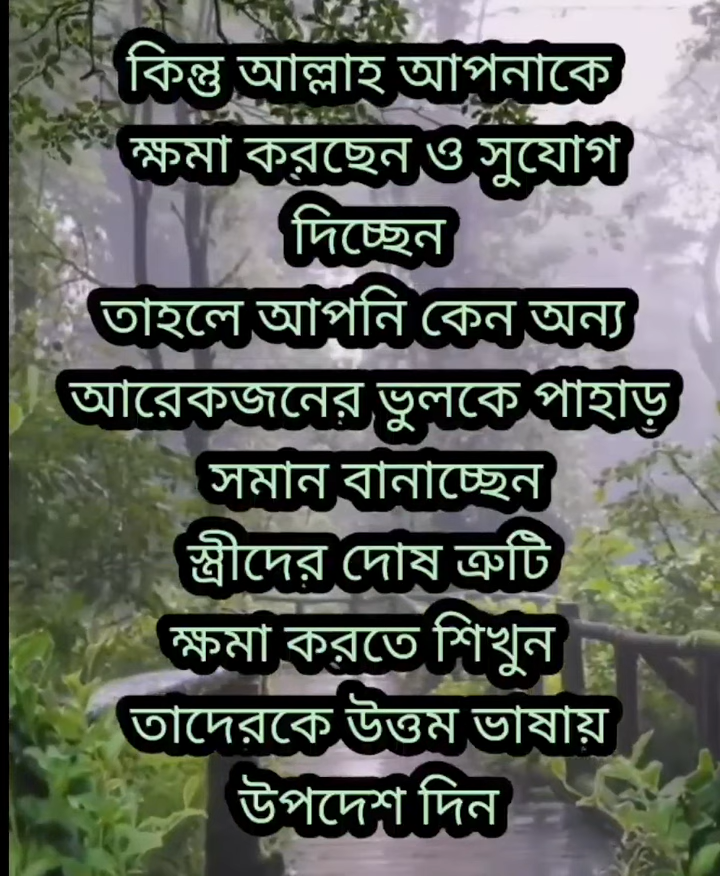 কিন্তু আল্লাহ আপনাকে
ক্ষমা করছেন ও সুযোগ
দিচ্ছেন
তাহলে আপনি কেন অন্য
আরেকজনের ভুলকে পাহাড়
সমান বানাচ্ছেন
স্ত্রীদের দোষ ত্রুটি
ক্ষমা করতে শিখুন
তাদেরকে উত্তম ভাষায়
উপদেশ দিন